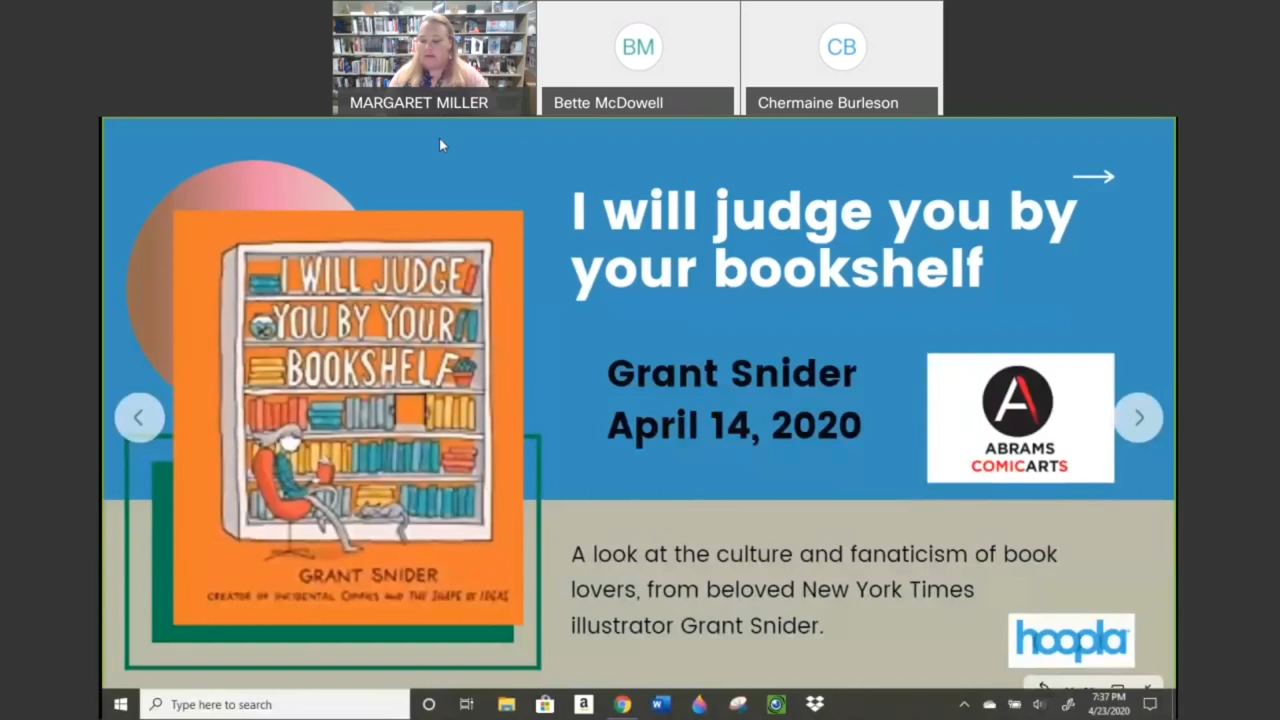 MARGARET MILLER
BM
Bette McDowell
CB
Chermaine Burleson
I will judge you by
your bookshelf
I WILL JUDGE
YOU BY YOUR
BOOKSHELF
GRANT SNIDER
CREATOR OF INCIDENTAL COMICS AND THE SHAPE OF IDEAS
Grant Snider
April 14, 2020
A
ABRAMS
COMICARTS
A look at the culture and fanaticism of book
lovers, from beloved New York Times
illustrator Grant Snider.
hoopla
Type here to search
a
W
7:37 PM
4/23/2020